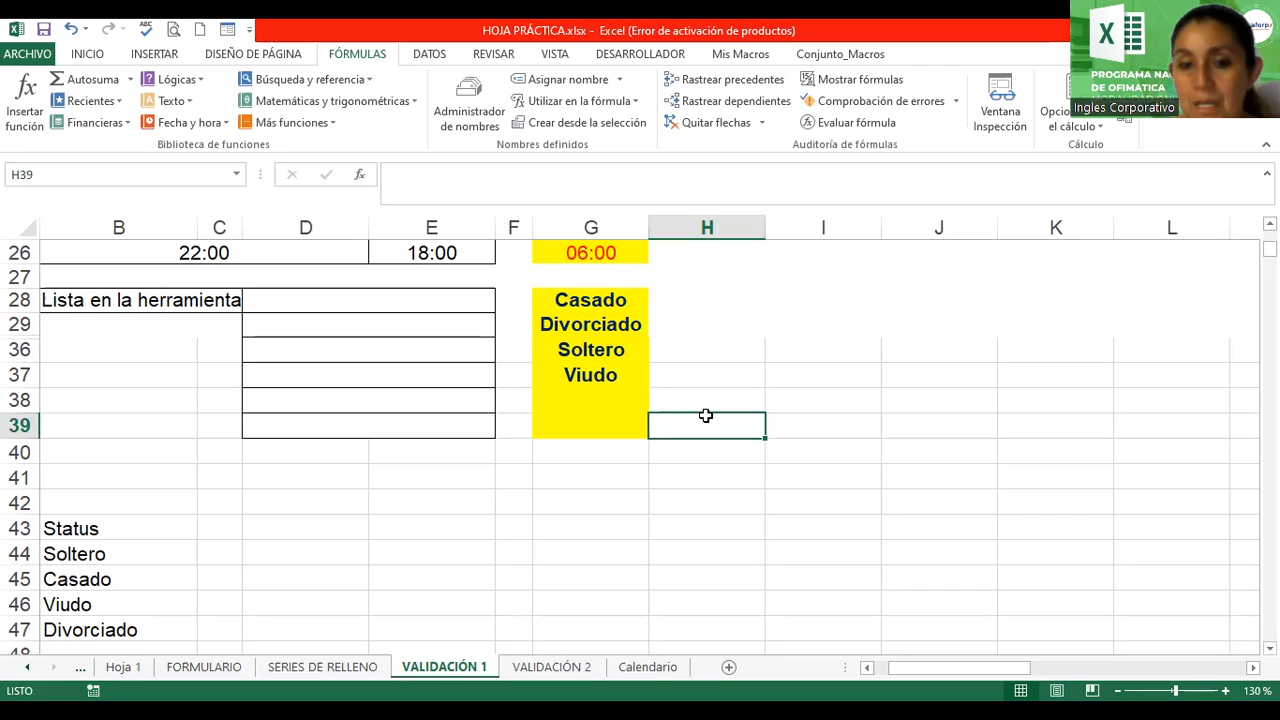 HOJA PRÁCTICA.xlsx - Excel (Error de activación de productos)
ARCHIVO INICIO INSERTAR DISEÑO DE PÁGINA FÓRMULAS DATOS REVISAR VISTA DESARROLLADOR Mis Macros Conjunto_Macros
PROGRAMA NA
DE OFIMATICA
Ingles Corporativo
fx Insertar función
Autosuma
Recientes
Financieras
Lógicas
Texto
Fecha y hora
Búsqueda y referencia
Matemáticas y trigonométricas
Más funciones
Biblioteca de funciones
Administrador de nombres
Asignar nombre
Utilizar en la fórmula
Crear desde la selección
Nombres definidos
Rastrear precedentes
Rastrear dependientes
Quitar flechas
Mostrar fórmulas
Comprobación de errores
Evaluar fórmula
Auditoría de fórmulas
Ventana Inspección
Opci
el cálculo
Cálculo
H39 fx
B C D E F G H I J K L
26 22:00 18:00 06:00
27
28 Lista en la herramienta Casado
29 Divorciado
36 Soltero
37 Viudo
38
39
40
41
42
43 Status
44 Soltero
45 Casado
46 Viudo
47 Divorciado
48
... Hoja 1 FORMULARIO SERIES DE RELLENO VALIDACIÓN 1 VALIDACIÓN 2 Calendario
LISTO 130 %